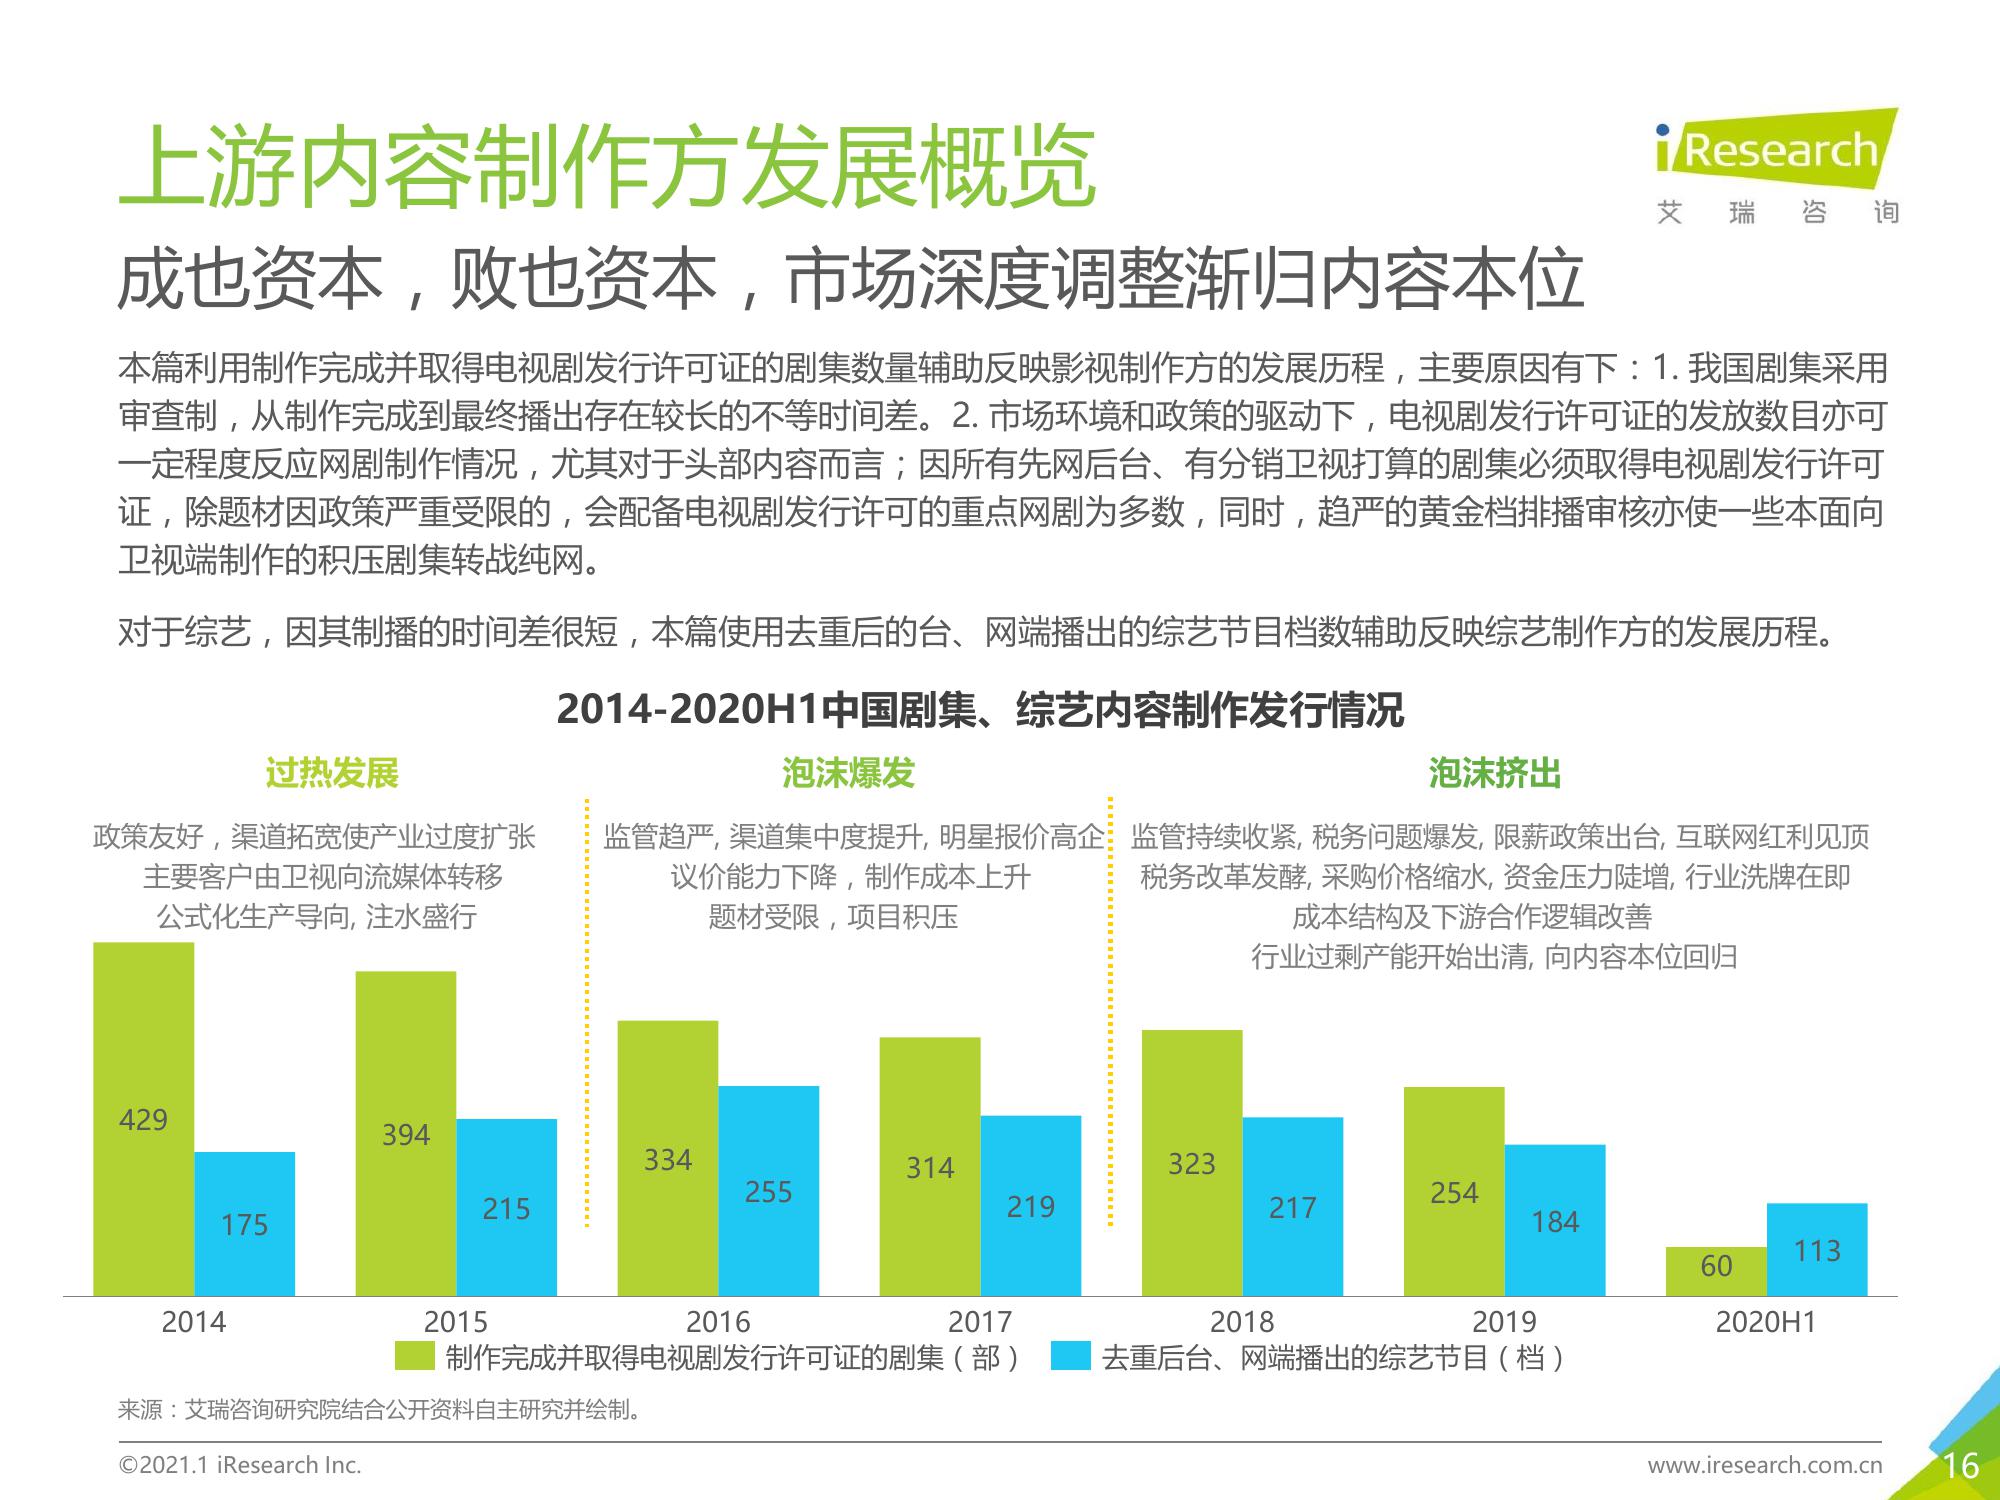 上游内容制作方发展概览
iResearch
艾瑞咨询
成也资本，败也资本，市场深度调整渐归内容本位
本篇利用制作完成并取得电视剧发行许可证的剧集数量辅助反映影视制作方的发展历程，主要原因有下：1. 我国剧集采用
审查制，从制作完成到最终播出存在较长的不等时间差。2. 市场环境和政策的驱动下，电视剧发行许可证的发放数目亦可
一定程度反应网剧制作情况，尤其对于头部内容而言；因所有先网后台、有分销卫视打算的剧集必须取得电视剧发行许可
证，除题材因政策严重受限的，会配备电视剧发行许可的重点网剧为多数，同时，趋严的黄金档排播审核亦使一些本面向
卫视端制作的积压剧集转战纯网。
对于综艺，因其制播的时间差很短，本篇使用去重后的台、网端播出的综艺节目档数辅助反映综艺制作方的发展历程。
2014-2020H1中国剧集、综艺内容制作发行情况
过热发展
政策友好，渠道拓宽使产业过度扩张
主要客户由卫视向流媒体转移
公式化生产导向, 注水盛行
泡沫爆发
监管趋严, 渠道集中度提升, 明星报价高企
议价能力下降，制作成本上升
题材受限，项目积压
泡沫挤出
监管持续收紧, 税务问题爆发, 限薪政策出台, 互联网红利见顶
税务改革发酵, 采购价格缩水, 资金压力陡增, 行业洗牌在即
成本结构及下游合作逻辑改善
行业过剩产能开始出清, 向内容本位回归
429 175 394 215 334 255 314 219 323 217 254 184 60 113
2014 2015 2016 2017 2018 2019 2020H1
制作完成并取得电视剧发行许可证的剧集（部） 去重后台、网端播出的综艺节目（档）
来源：艾瑞咨询研究院结合公开资料自主研究并绘制。
©2021.1 iResearch Inc.
www.iresearch.com.cn
16